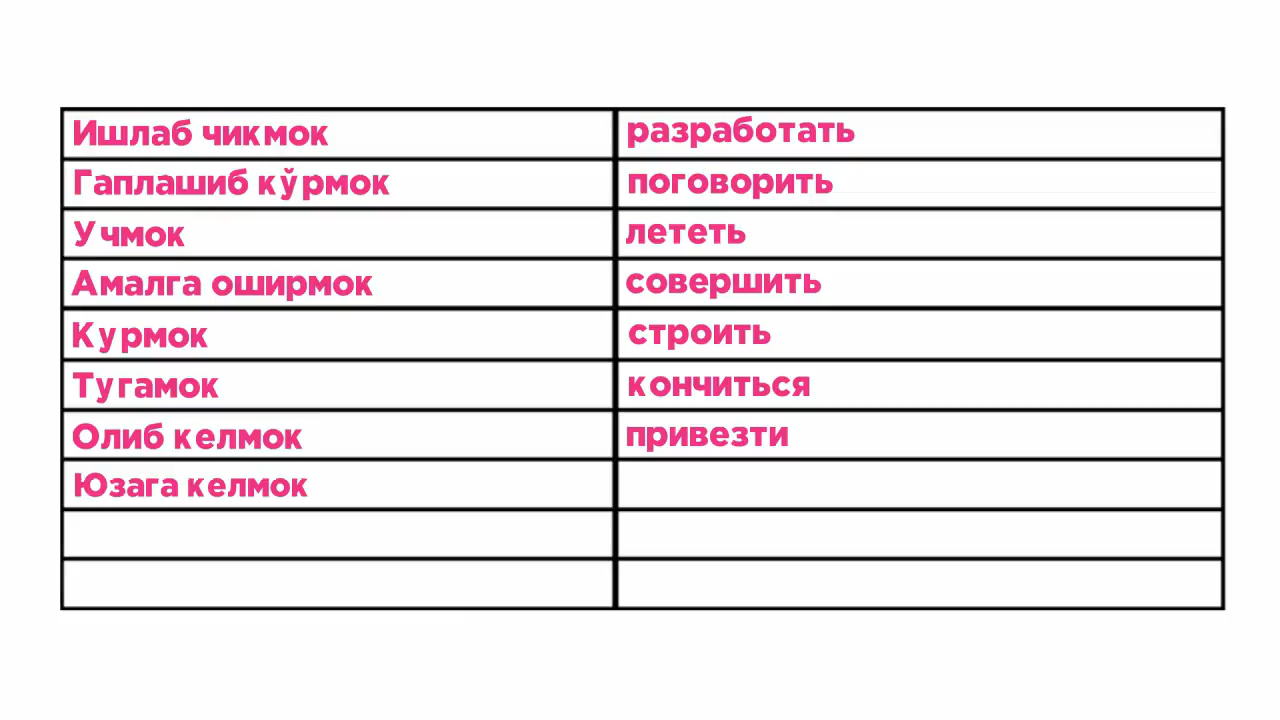 Ишлаб чикмок разработать
Гаплашиб кўрмок поговорить
Учмок лететь
Амалга оширмок совершить
Курмок строить
Тугамок кончиться
Олиб келмок привезти
Юзага келмок